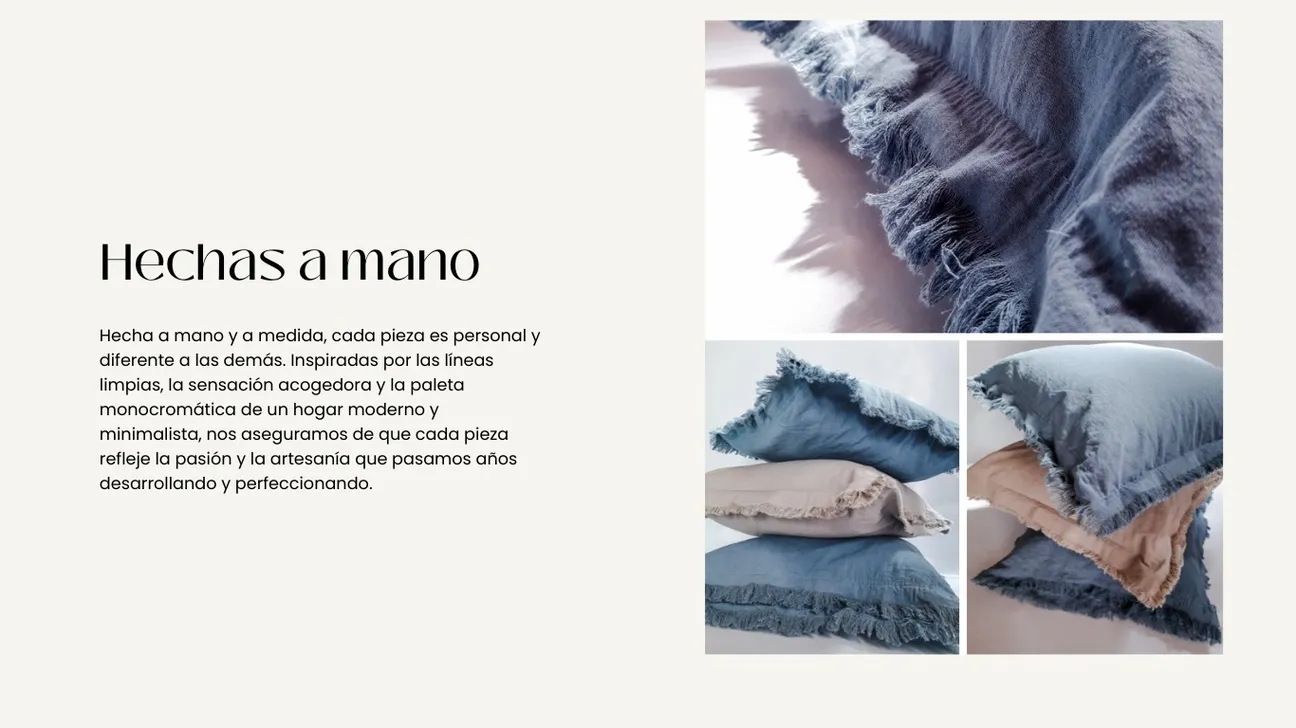 Hechas a mano
Hecha a mano y a medida, cada pieza es personal y
diferente a las demás. Inspiradas por las líneas
limpias, la sensación acogedora y la paleta
monocromática de un hogar moderno y
minimalista, nos aseguramos de que cada pieza
refleje la pasión y la artesanía que pasamos años
desarrollando y perfeccionando.